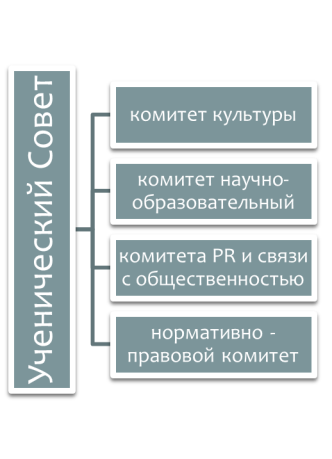 Ученический Совет
комитет культуры
комитет научно-
образовательный
комитета PR и связи
с общественностью
нормативно -
правовой комитет